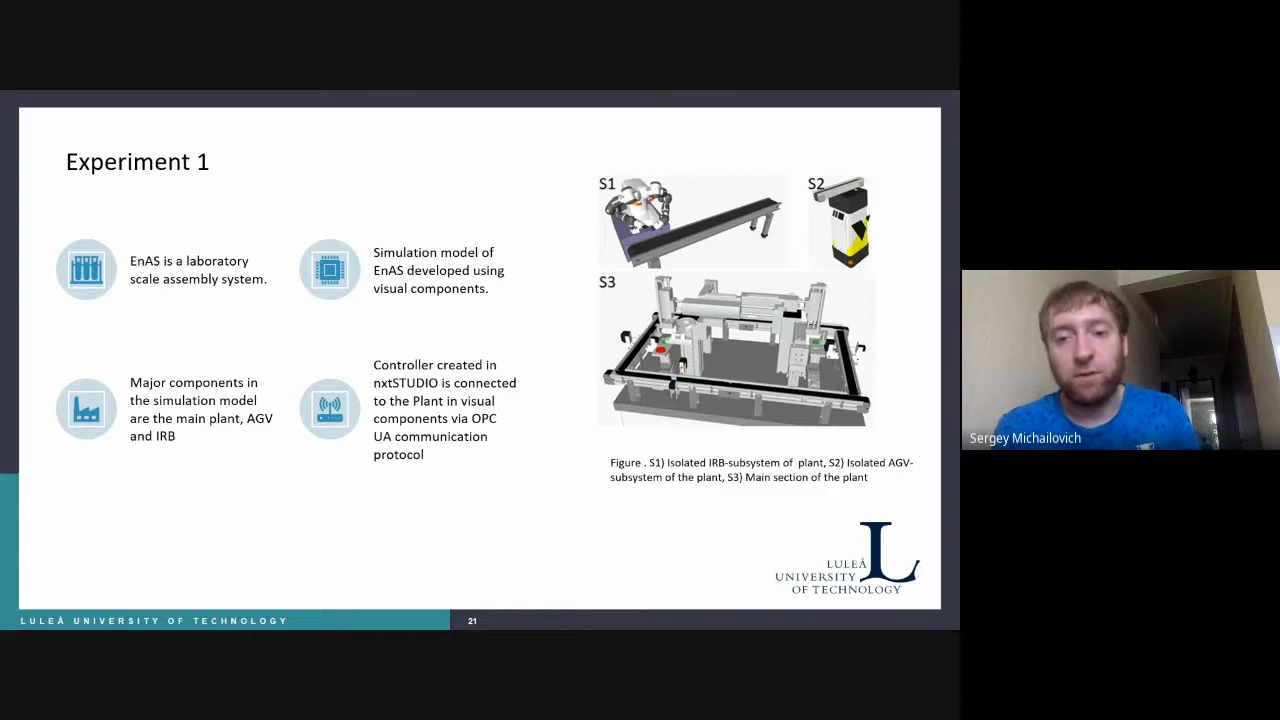 Experiment 1
EnAS is a laboratory
scale assembly system.
Simulation model of
EnAS developed using
visual components.
Major components in
the simulation model
are the main plant, AGV
and IRB
Controller created in
nxtSTUDIO is connected
to the Plant in visual
components via OPC
UA communication
protocol
S1
S2
S3
Figure . S1) Isolated IRB-subsystem of plant, S2) Isolated AGV-
subsystem of the plant, S3) Main section of the plant
LULEÅ
UNIVERSITY
OF TECHNOLOGY
L
LULEÅ UNIVERSITY OF TECHNOLOGY
21
Sergey Michailovich